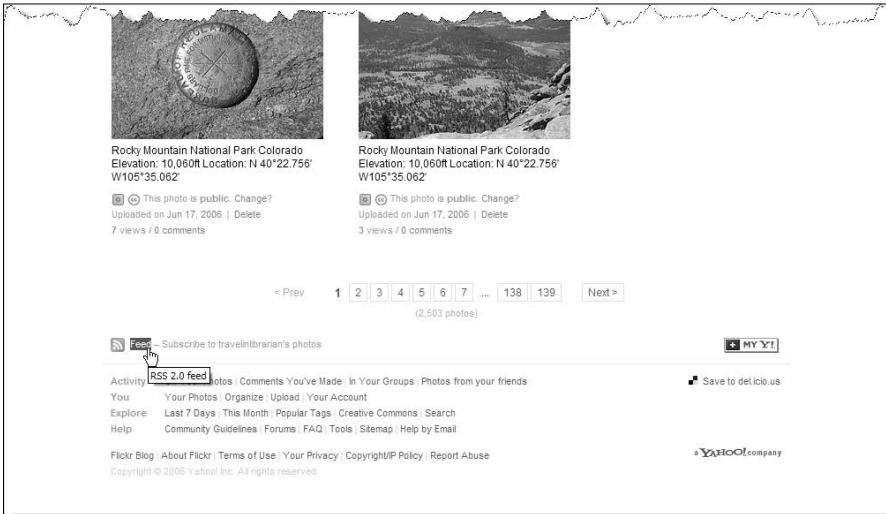 Rocky Mountain National Park Colorado
Elevation: 10,060ft Location: N 40°22.756'
W105°35.062'
This photo is public. Change?
Uploaded on Jun 17, 2006 | Delete
7 views / 0 comments
Rocky Mountain National Park Colorado
Elevation: 10,060ft Location: N 40°22.756'
W105°35.062'
This photo is public. Change?
Uploaded on Jun 17, 2006 | Delete
3 views / 0 comments
< Prev 1 2 3 4 5 6 7 ... 138 139 Next >
(2,503 photos)
Feed – Subscribe to travelinlibrarian's photos
+ MY Y!
RSS 2.0 feed
Activity | Comments You've Made | In Your Groups | Photos from your friends
Save to del.icio.us
You Your Photos | Organize | Upload | Your Account
Explore Last 7 Days | This Month | Popular Tags | Creative Commons | Search
Help Community Guidelines | Forums | FAQ | Tools | Sitemap | Help by Email
Flickr Blog | About Flickr | Terms of Use | Your Privacy | Copyright/IP Policy | Report Abuse
a YAHOO! company
Copyright © 2006 Yahoo! Inc. All rights reserved.